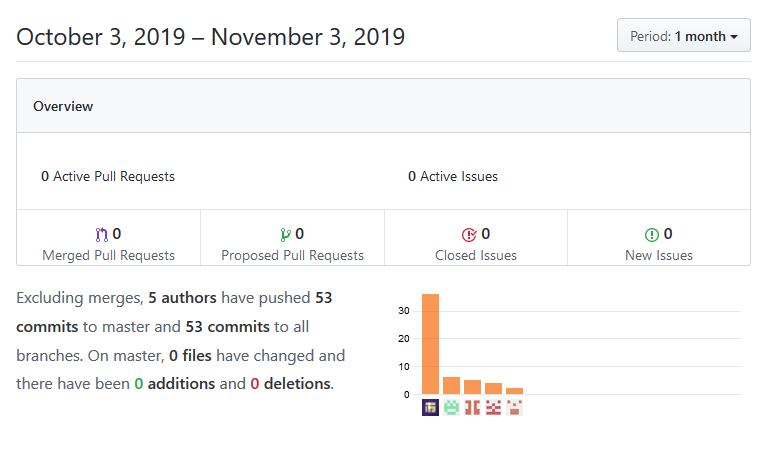 October 3, 2019 – November 3, 2019
Period: 1 month
Overview
0 Active Pull Requests
0 Active Issues
0
Merged Pull Requests
0
Proposed Pull Requests
0
Closed Issues
0
New Issues
Excluding merges, 5 authors have pushed 53
commits to master and 53 commits to all
branches. On master, 0 files have changed and
there have been 0 additions and 0 deletions.
30
20
10
0